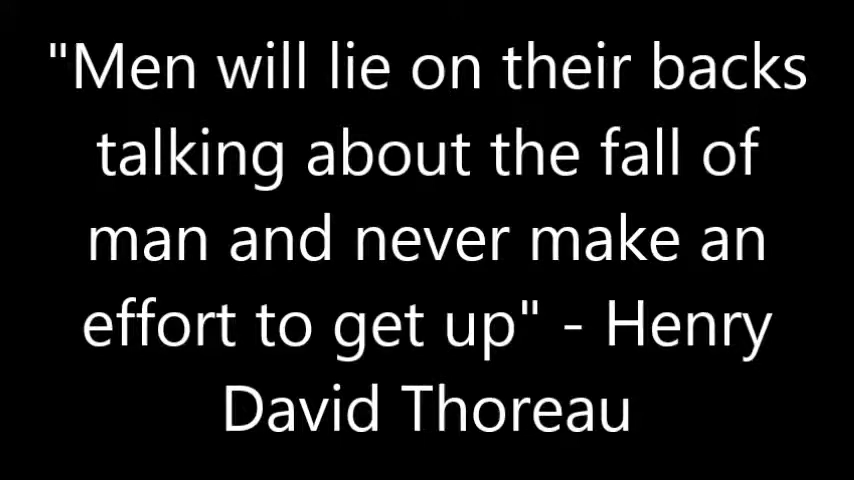 "Men will lie on their backs
talking about the fall of
man and never make an
effort to get up" - Henry
David Thoreau